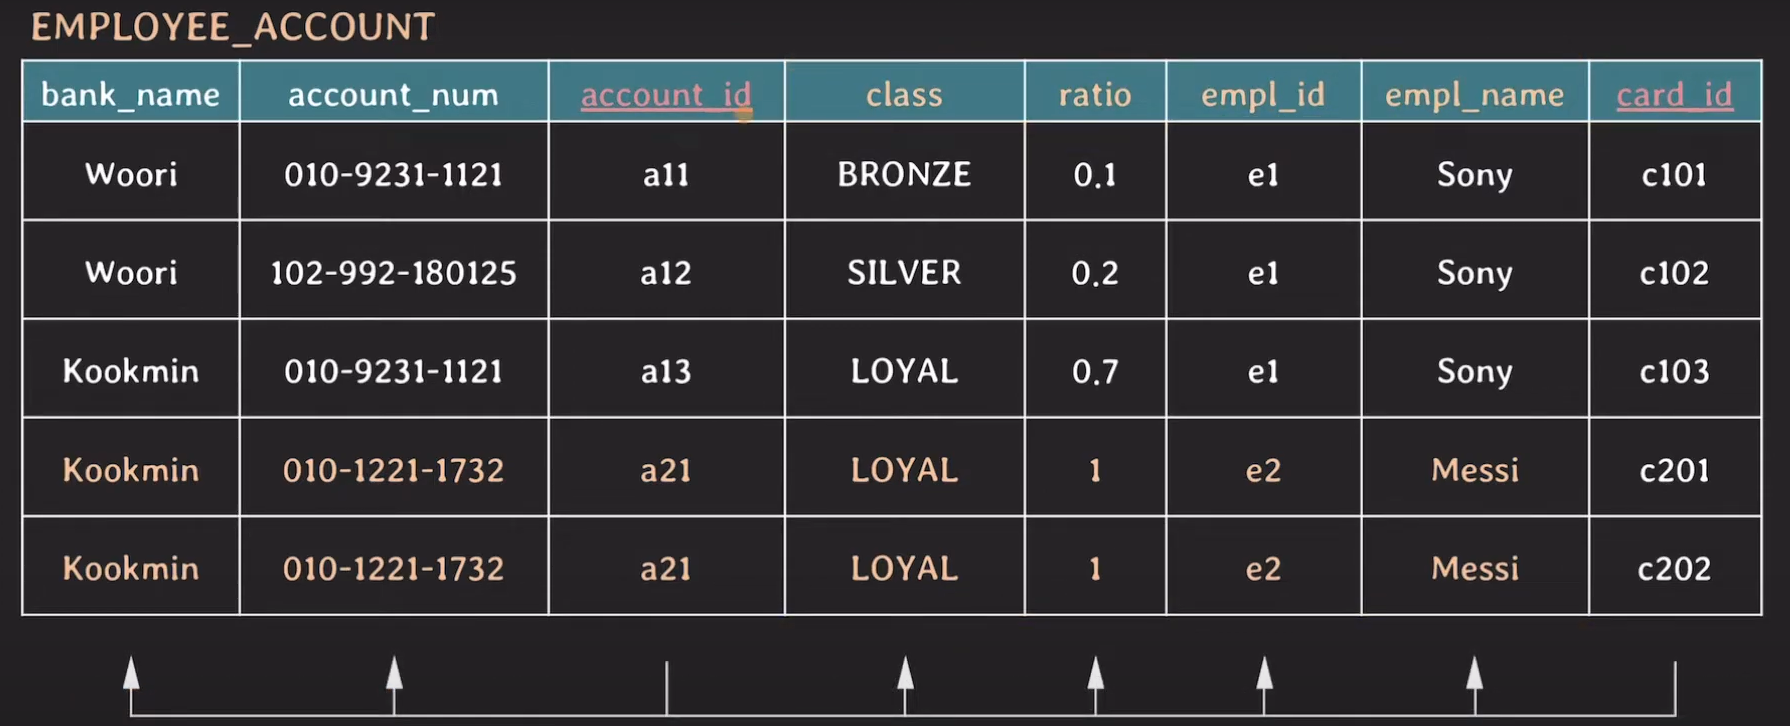 EMPLOYEE_ACCOUNT
bank_name account_num account_id class ratio empl_id empl_name card_id
Woori 010-9231-1121 a11 BRONZE 0.1 e1 Sony c101
Woori 102-992-180125 a12 SILVER 0.2 e1 Sony c102
Kookmin 010-9231-1121 a13 LOYAL 0.7 e1 Sony c103
Kookmin 010-1221-1732 a21 LOYAL 1 e2 Messi c201
Kookmin 010-1221-1732 a21 LOYAL 1 e2 Messi c202